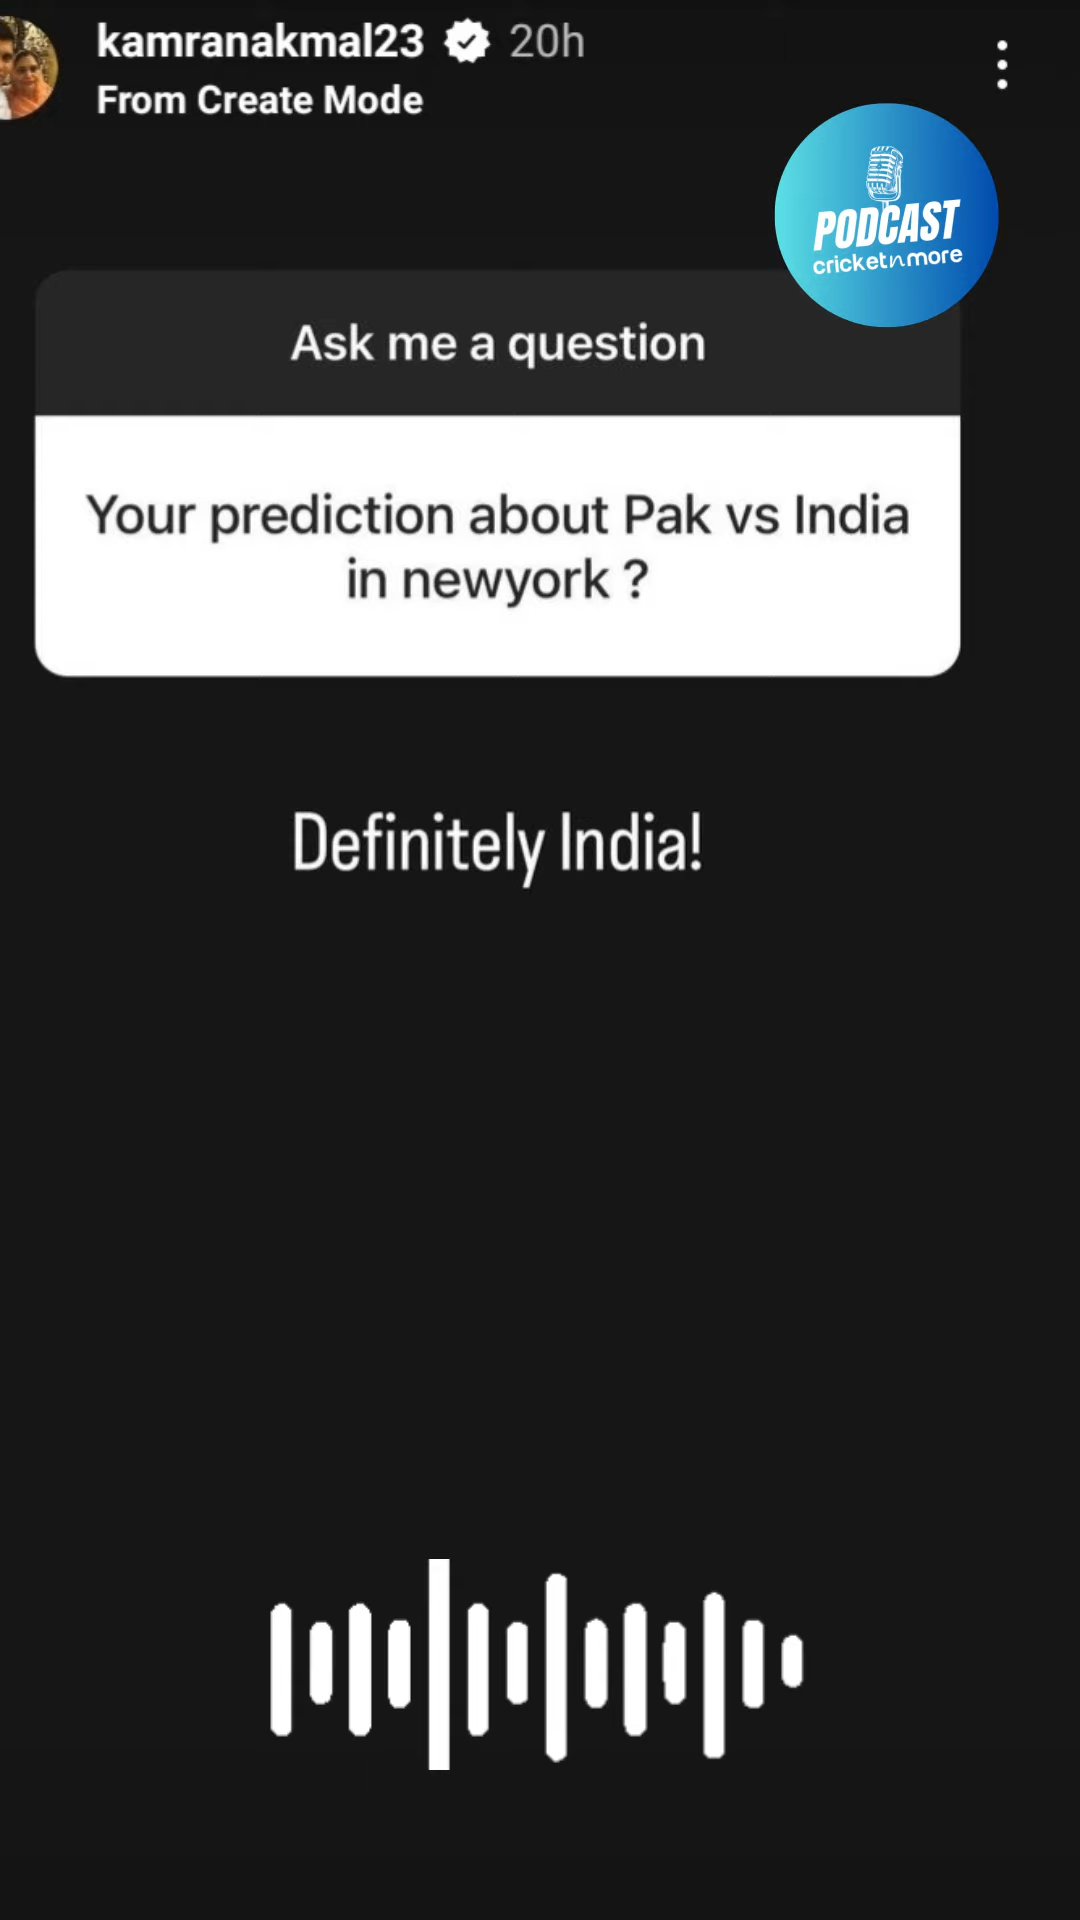 kamranakmal23 20h
From Create Mode
PODCAST
cricketnmore
Ask me a question
Your prediction about Pak vs India
in newyork ?
Definitely India!